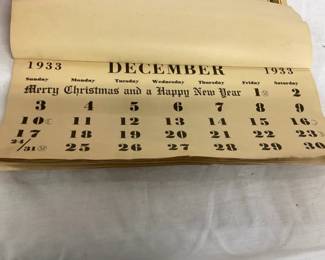 1933 DECEMBER 1933
Sunday Monday Tuesday Wednesday Thursday Friday Saturday
Merry Christmas and a Happy New Year 1 2
3 4 5 6 7 8 9
10 11 12 13 14 15 16
17 18 19 20 21 22 23
24/31 25 26 27 28 29 30